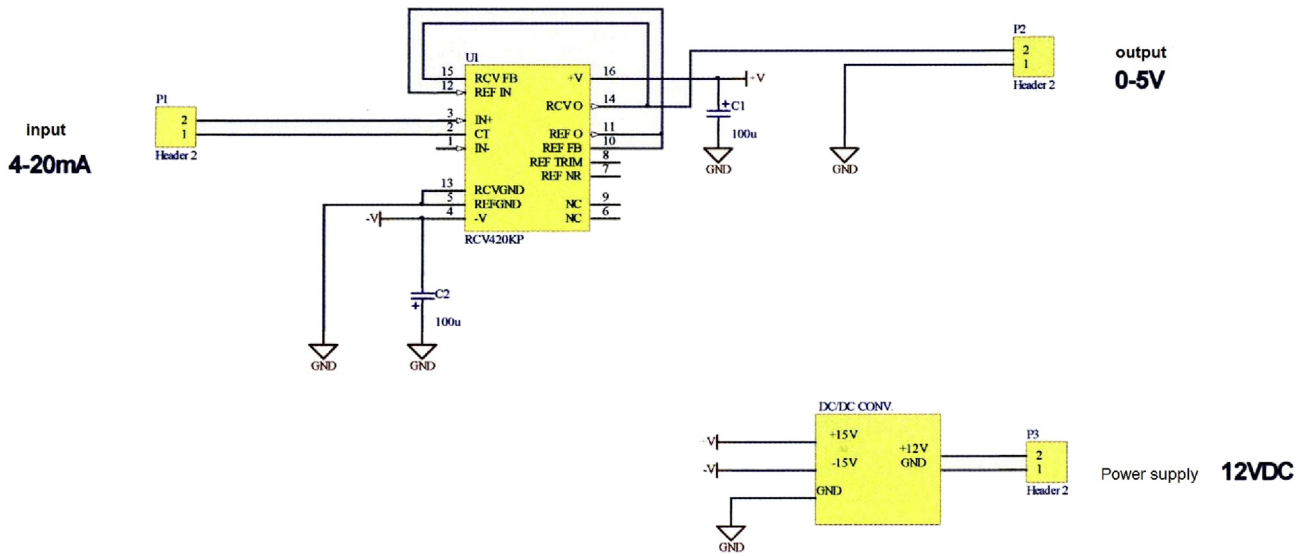 P2
2
1
Header 2
output
0-5V
U1
15
12
RCV FB
REF IN
+V
16
RCV O
14
+V
C1
100u
GND
GND
input
4-20mA
P1
2
1
Header 2
3
2
1
IN+
CT
IN-
REF O
11
REF FB
10
REF TRIM
8
REF NR
7
13
5
4
RCVGND
REFGND
-V
NC
9
NC
6
-V
RCV420KP
C2
100u
GND
GND
DC/DC CONV.
+15V
-15V
GND
+12V
GND
+V
-V
GND
P3
2
1
Header 2
Power supply 12VDC